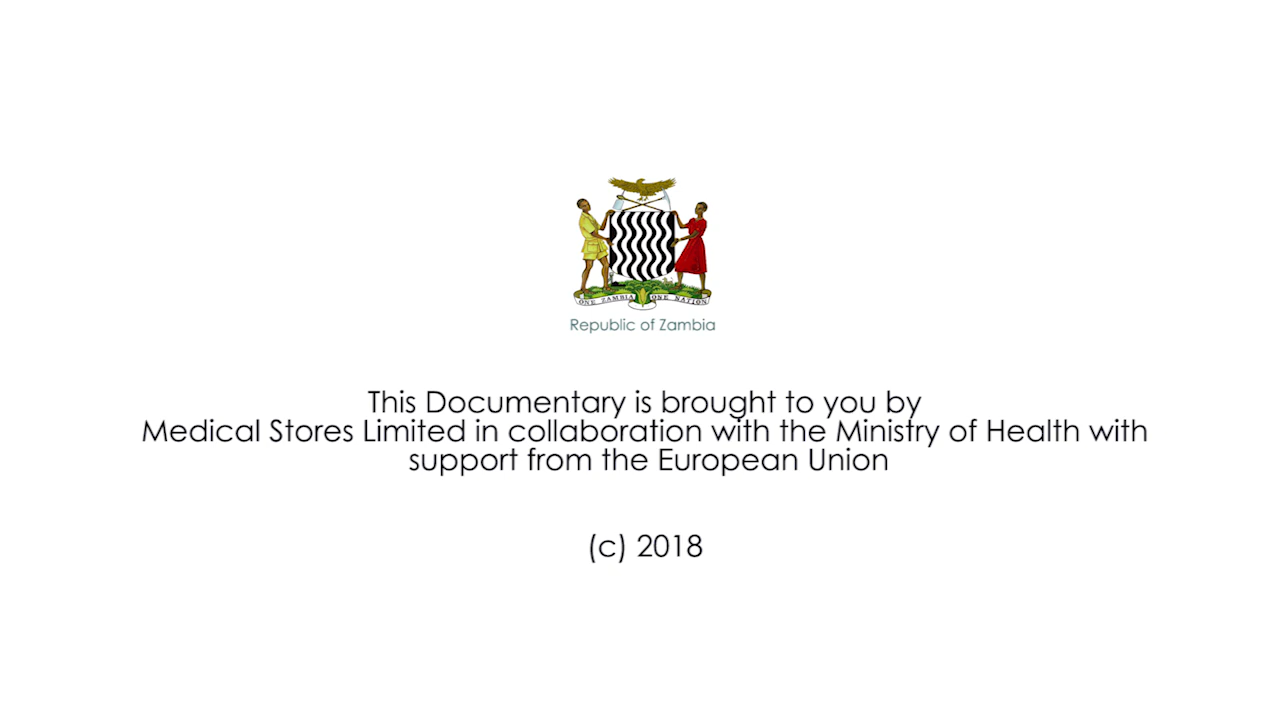 ONE ZAMBIA ONE NATION
Republic of Zambia
This Documentary is brought to you by
Medical Stores Limited in collaboration with the Ministry of Health with
support from the European Union
(c) 2018